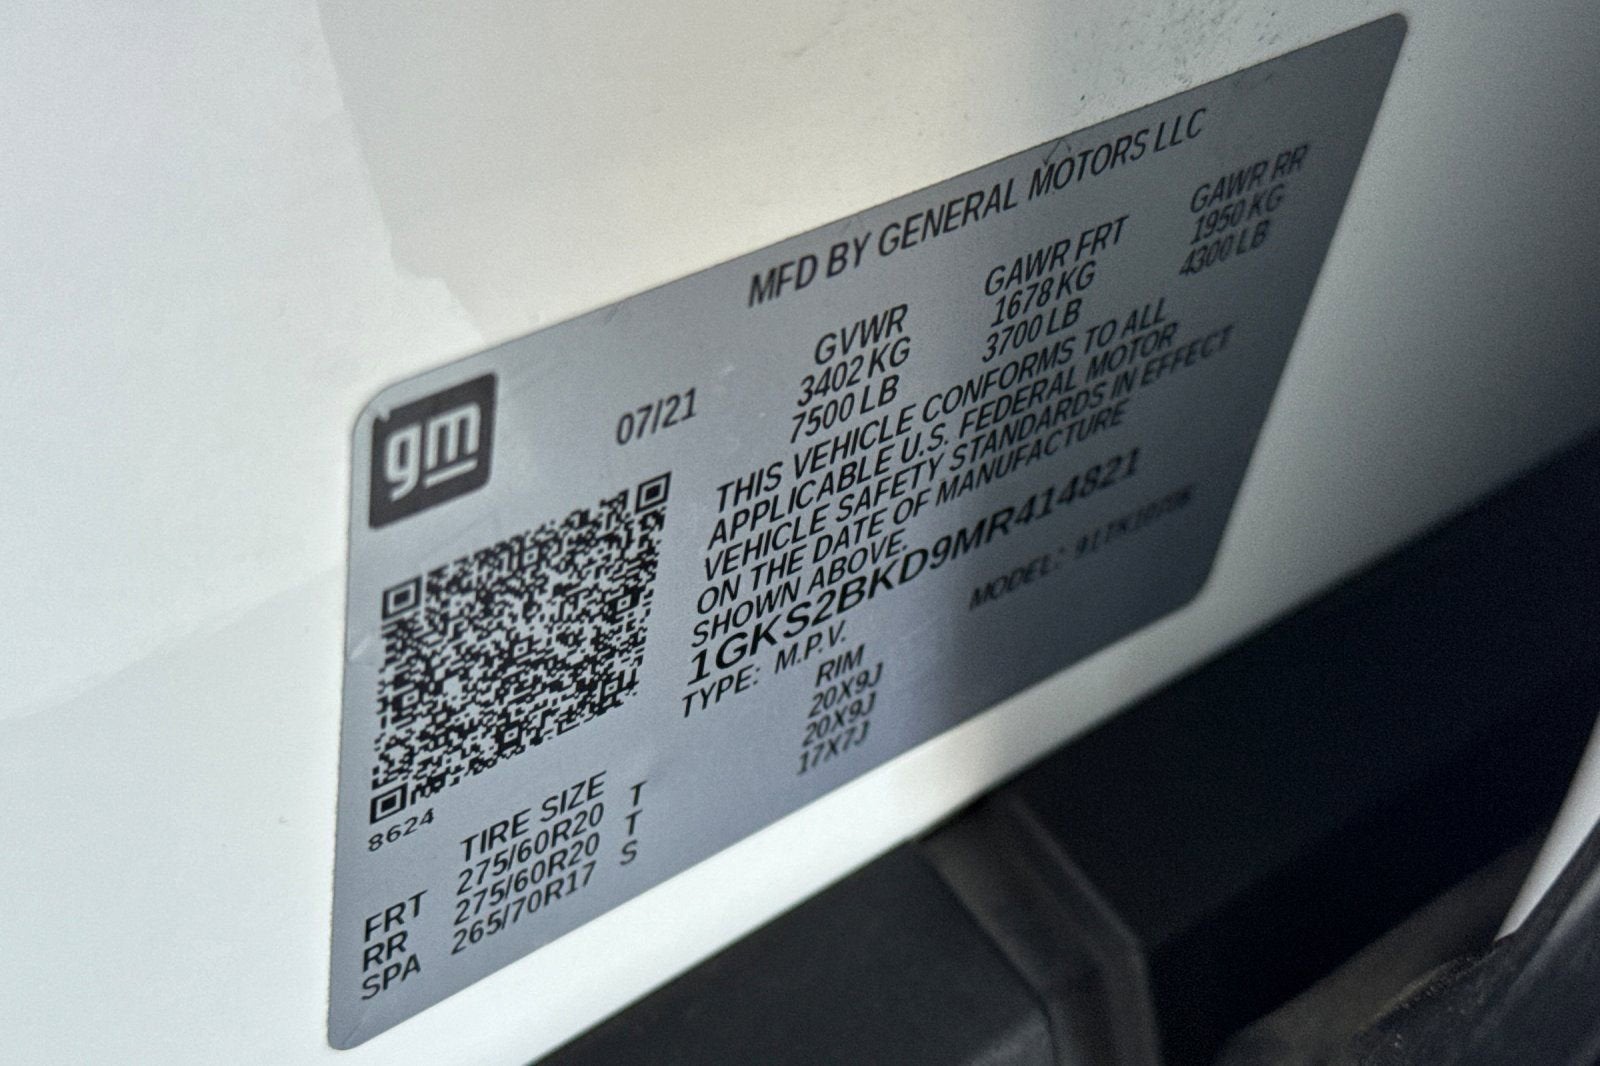 MFD BY GENERAL MOTORS LLC
gm
07/21
GVWR GAWR FRT GAWR RR
3402 KG 1678 KG 1950 KG
7500 LB 3700 LB 4300 LB
THIS VEHICLE CONFORMS TO ALL
APPLICABLE U.S. FEDERAL MOTOR
VEHICLE SAFETY STANDARDS IN EFFECT
ON THE DATE OF MANUFACTURE
SHOWN ABOVE.
1GKS2BKD9MR414821
TYPE: M.P.V. MODEL:
8624
TIRE SIZE RIM
FRT 275/60R20 T 20X9J
RR 275/60R20 T 20X9J
SPA 265/70R17 S 17X7J